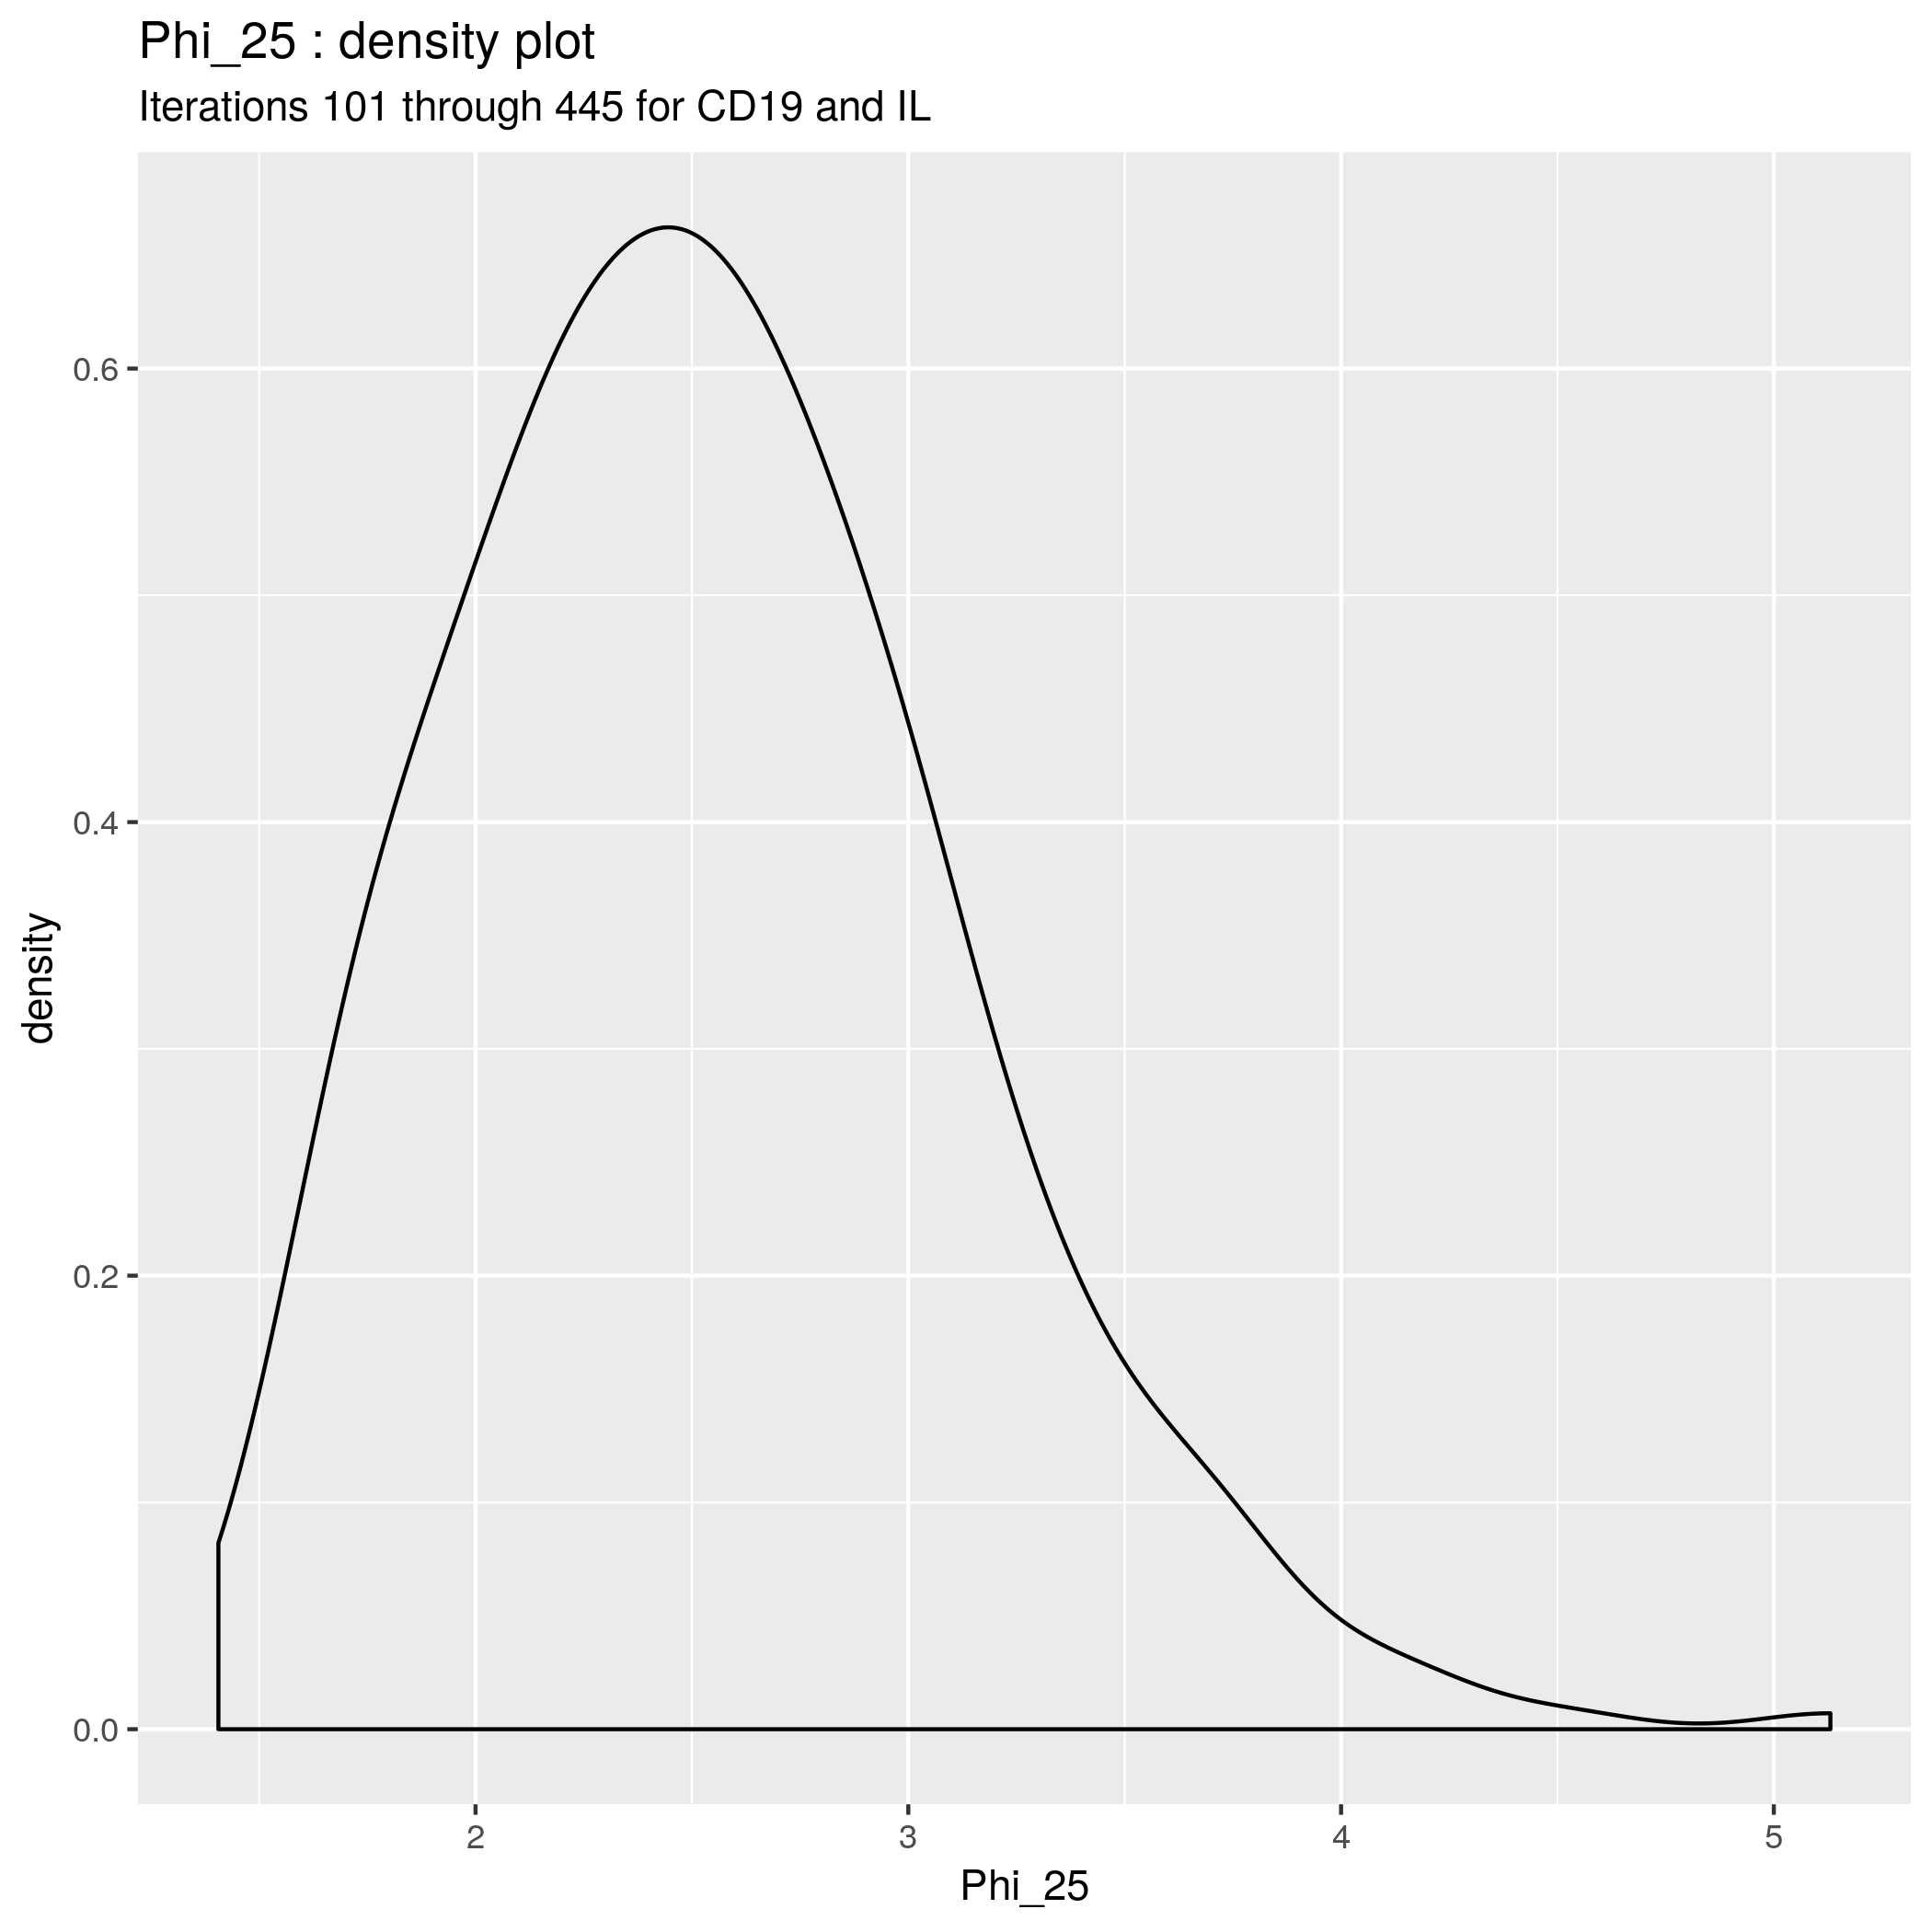 Phi_25 : density plot
Iterations 101 through 445 for CD19 and IL
density
0.6
0.4
0.2
0.0
2 3 4 5
Phi_25